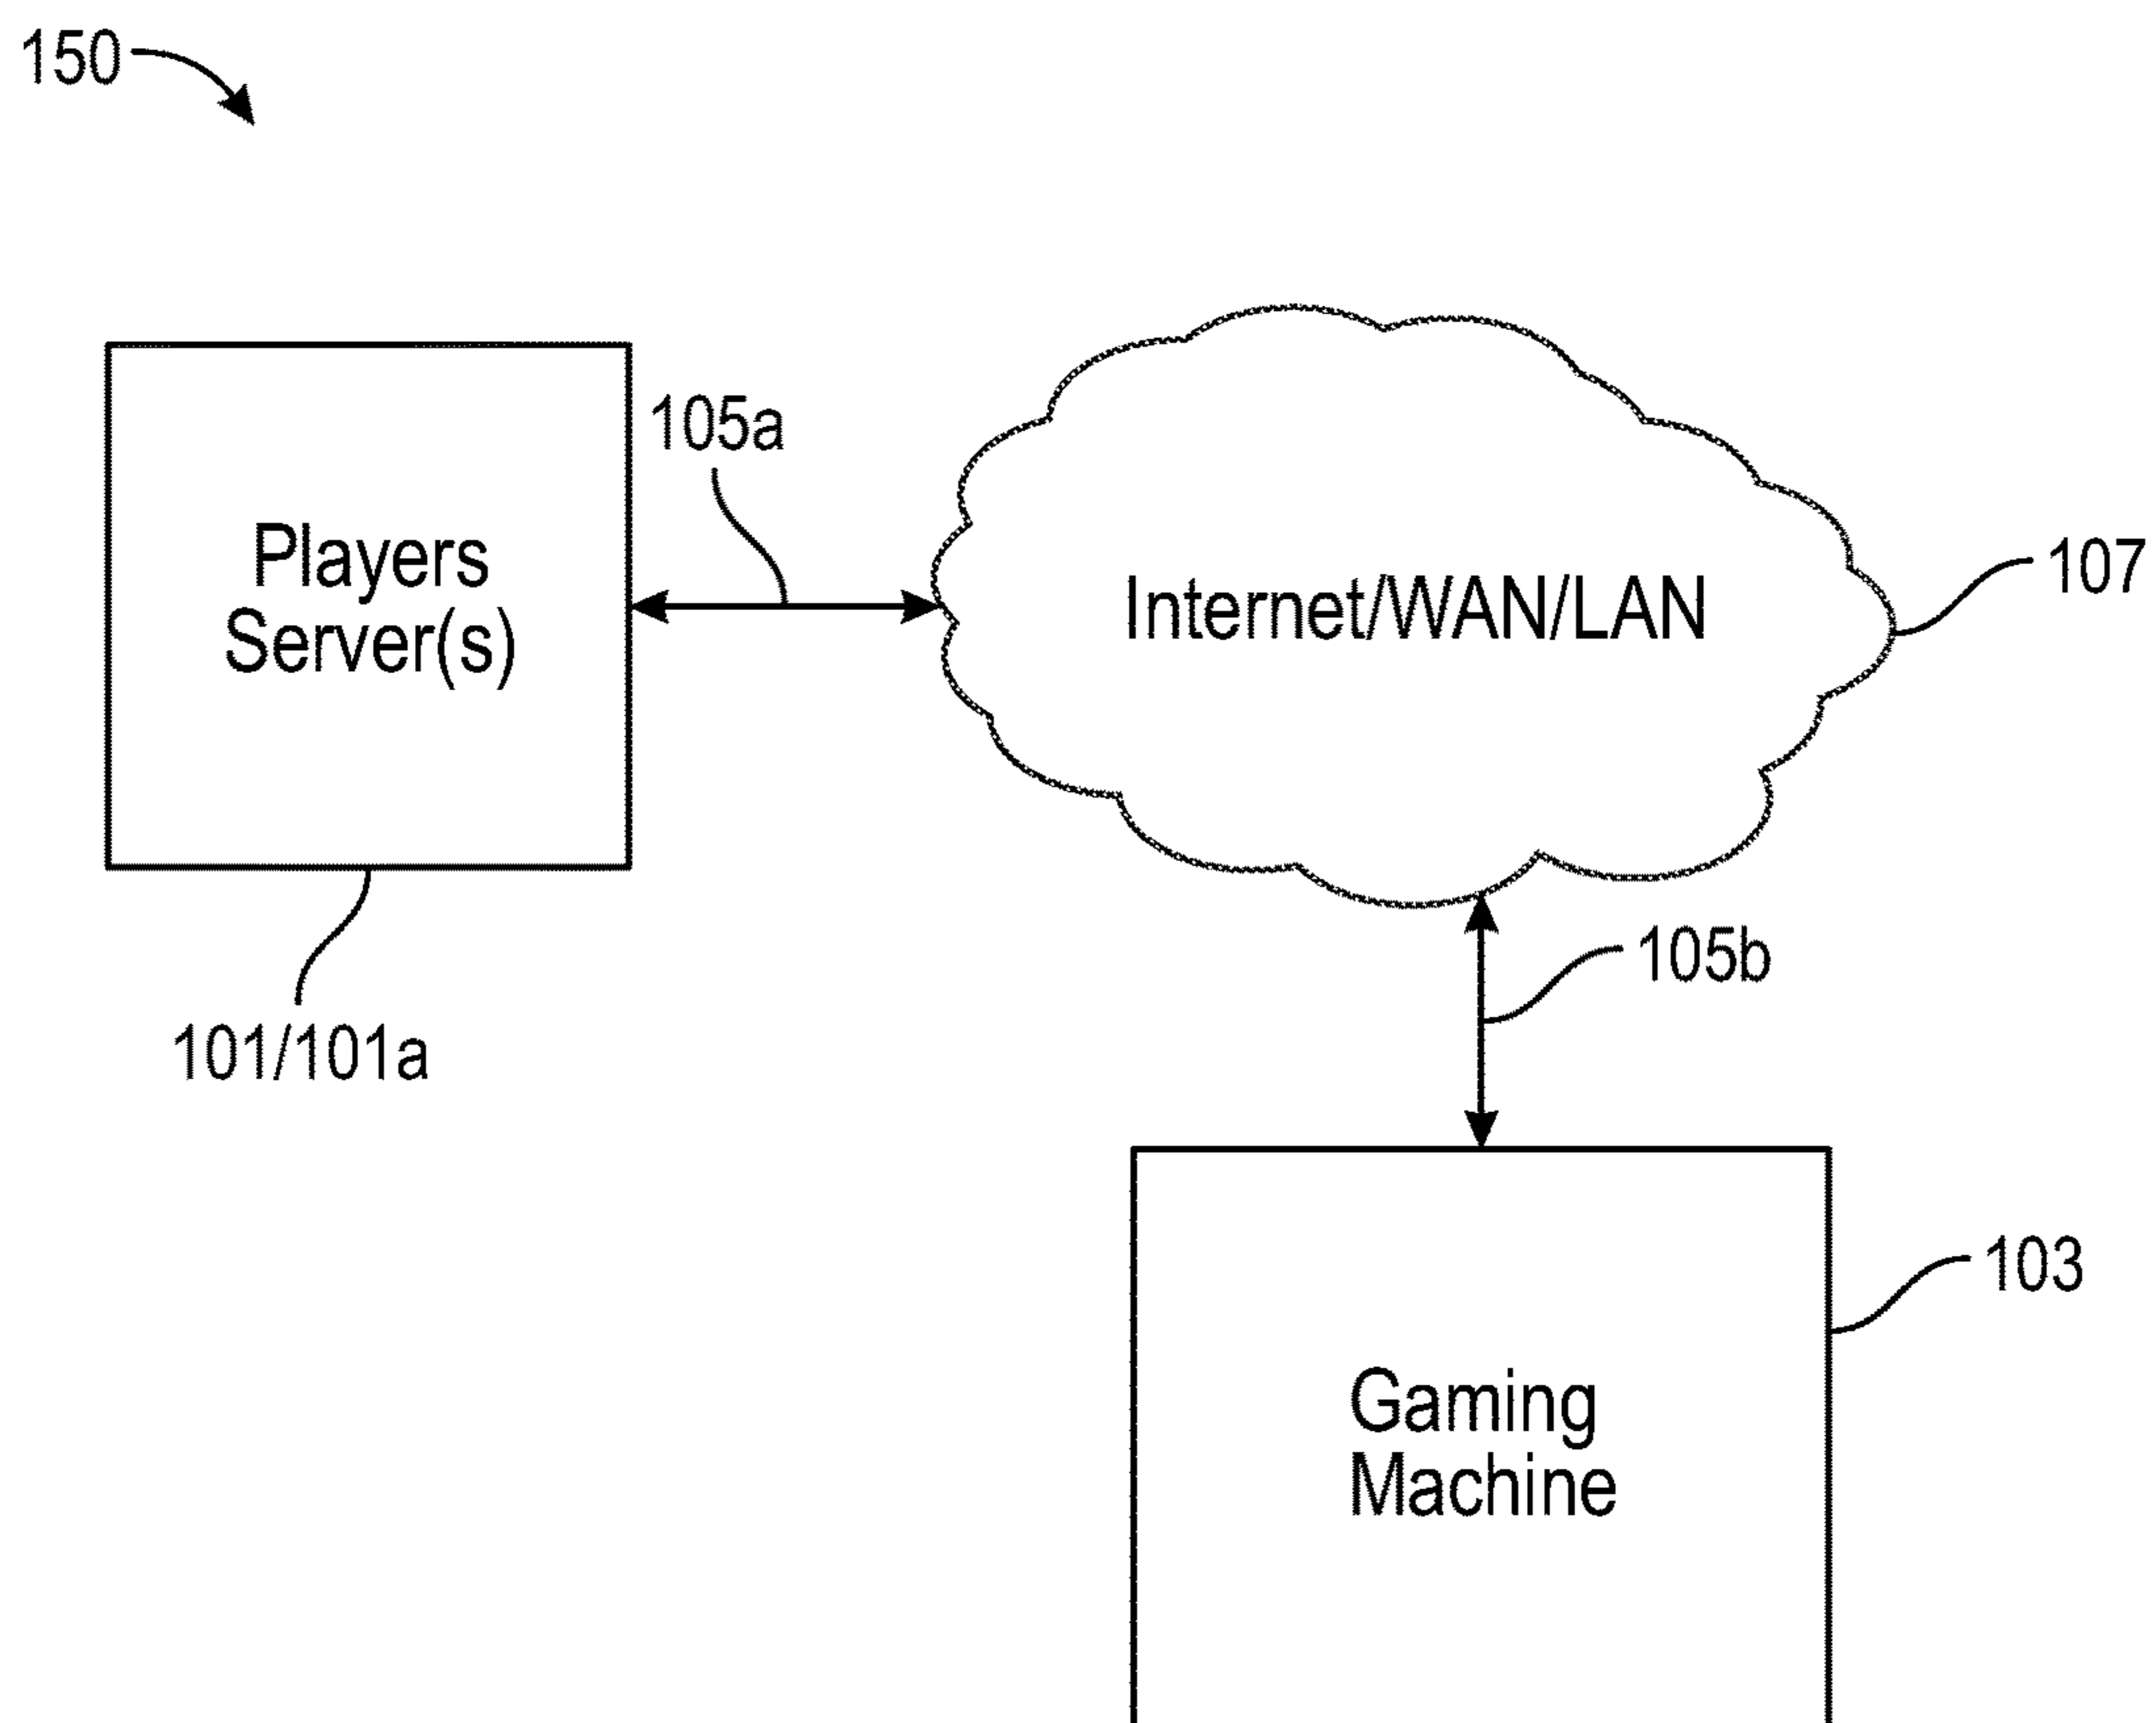 150
105a
Players
Server(s)
Internet/WAN/LAN
107
101/101a
105b
103
Gaming
Machine